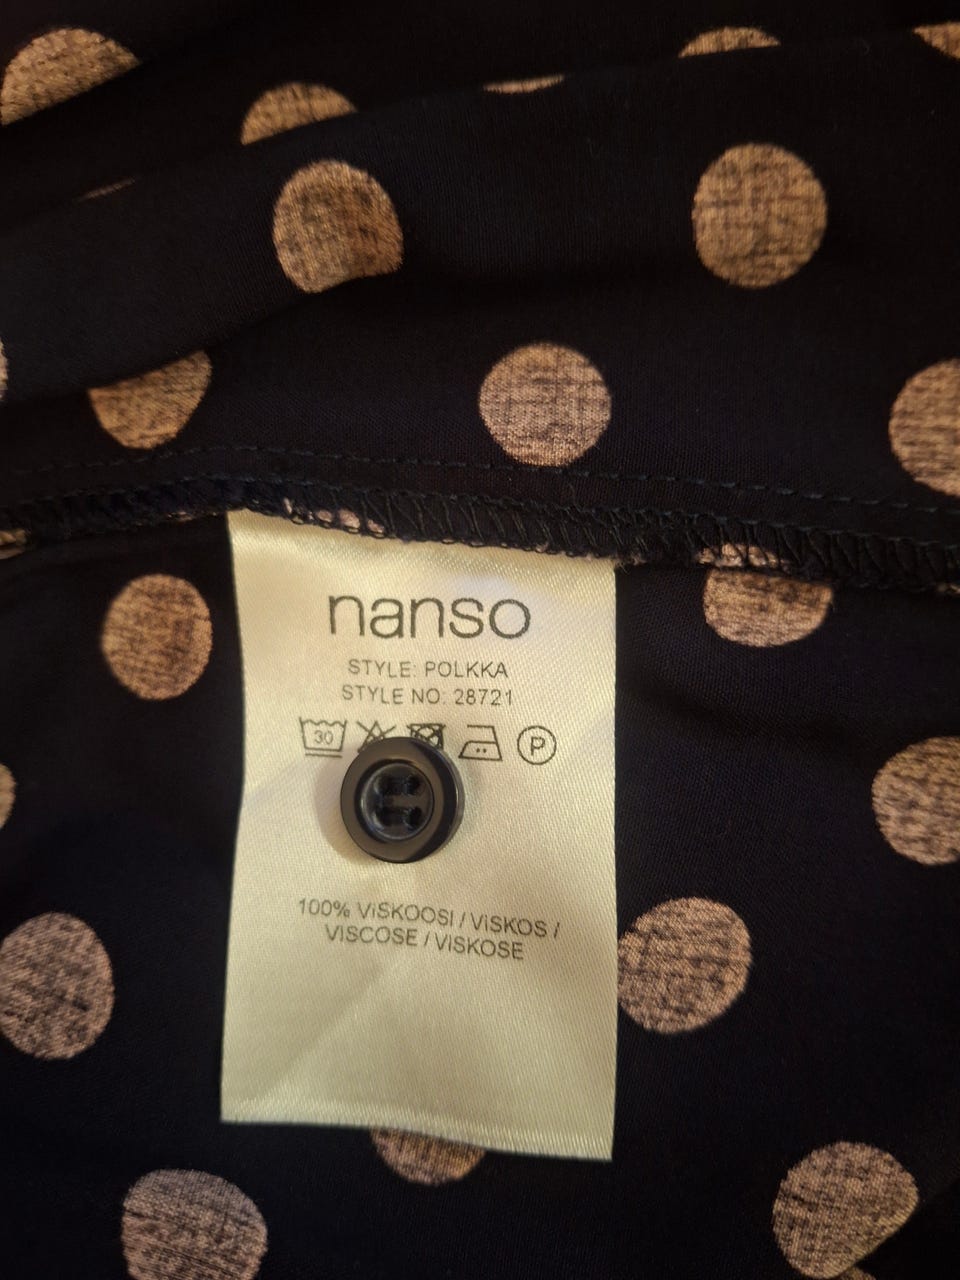 nanso
STYLE: POLKKA
STYLE NO: 28721
30 P
100% VISKOOSI / VISKOS /
VISCOSE / VISKOSE